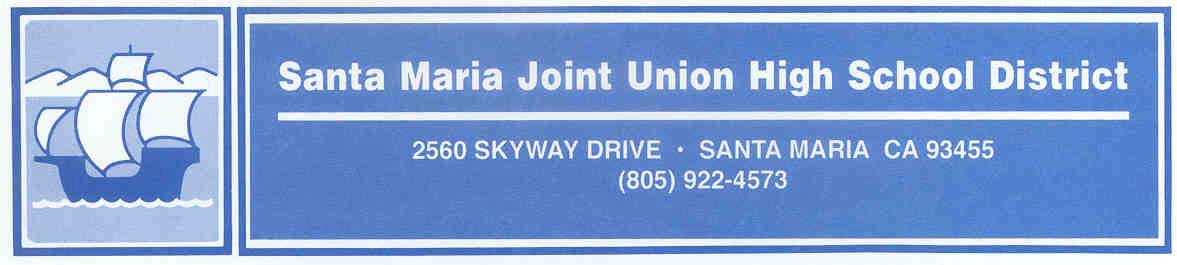 Santa Maria Joint Union High School District
2560 SKYWAY DRIVE · SANTA MARIA CA 93455
(805) 922-4573